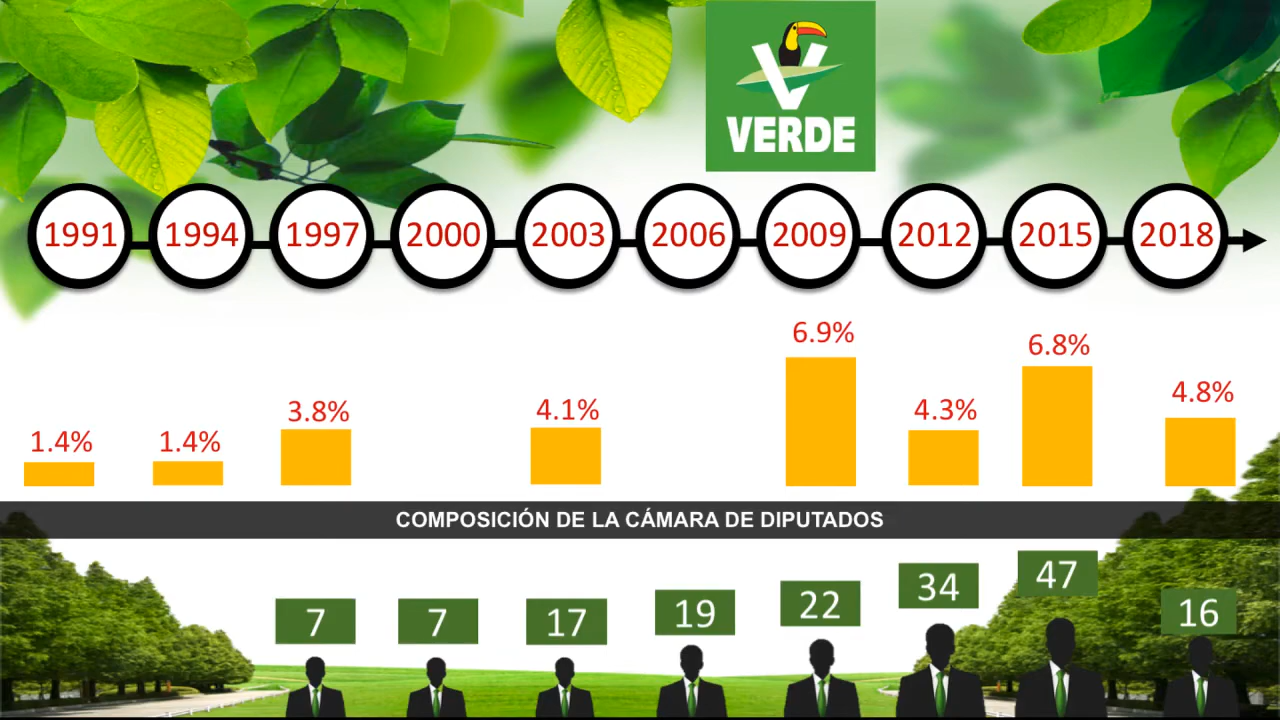 VERDE
1991 1994 1997 2000 2003 2006 2009 2012 2015 2018
1.4% 1.4% 3.8% 4.1% 6.9% 4.3% 6.8% 4.8%
COMPOSICIÓN DE LA CÁMARA DE DIPUTADOS
7 7 17 19 22 34 47 16